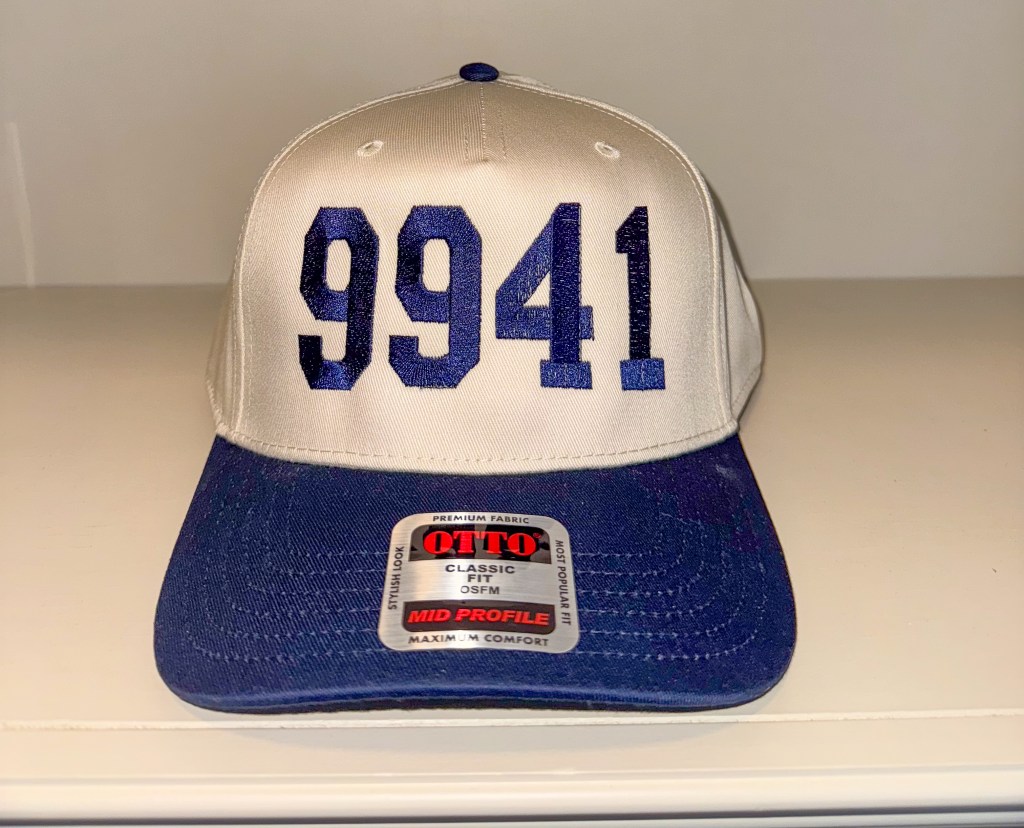 9941
PREMIUM FABRIC
OTTO®
STYLISH LOOK
CLASSIC
FIT
OSFM
MOST POPULAR FIT
MID PROFILE
MAXIMUM COMFORT